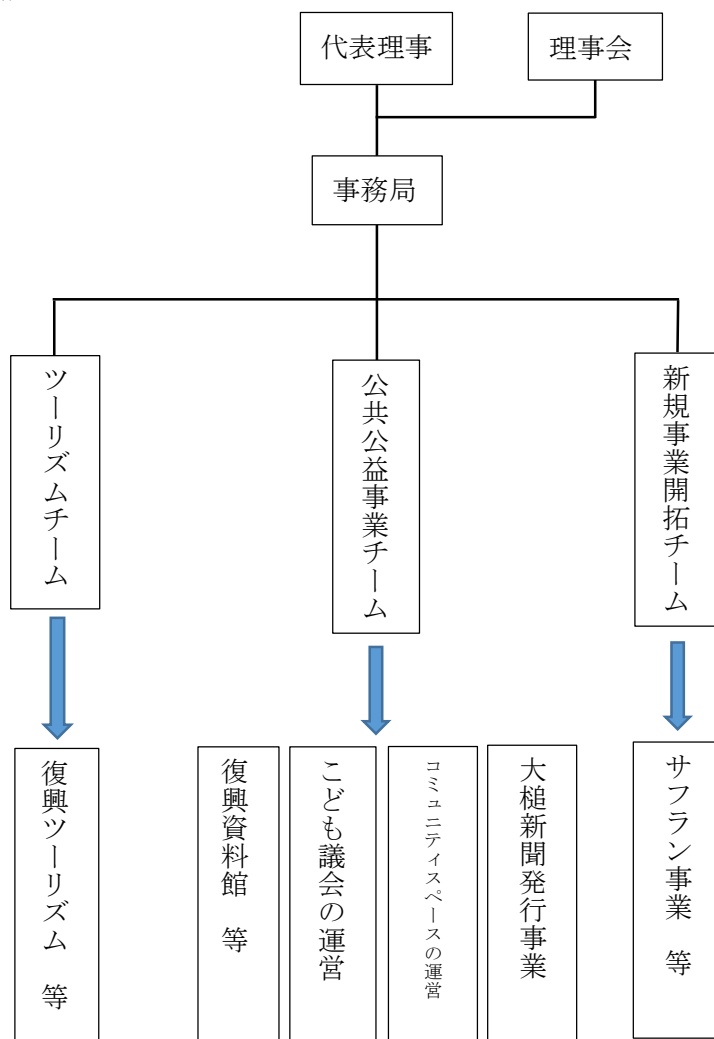 代表理事
理事会
事務局
ツーリズムチーム
公共公益事業チーム
新規事業開拓チーム
復興ツーリズム　等
復興資料館　等
こども議会の運営
コミュニティスペースの運営
大槌新聞発行事業
サフラン事業　等